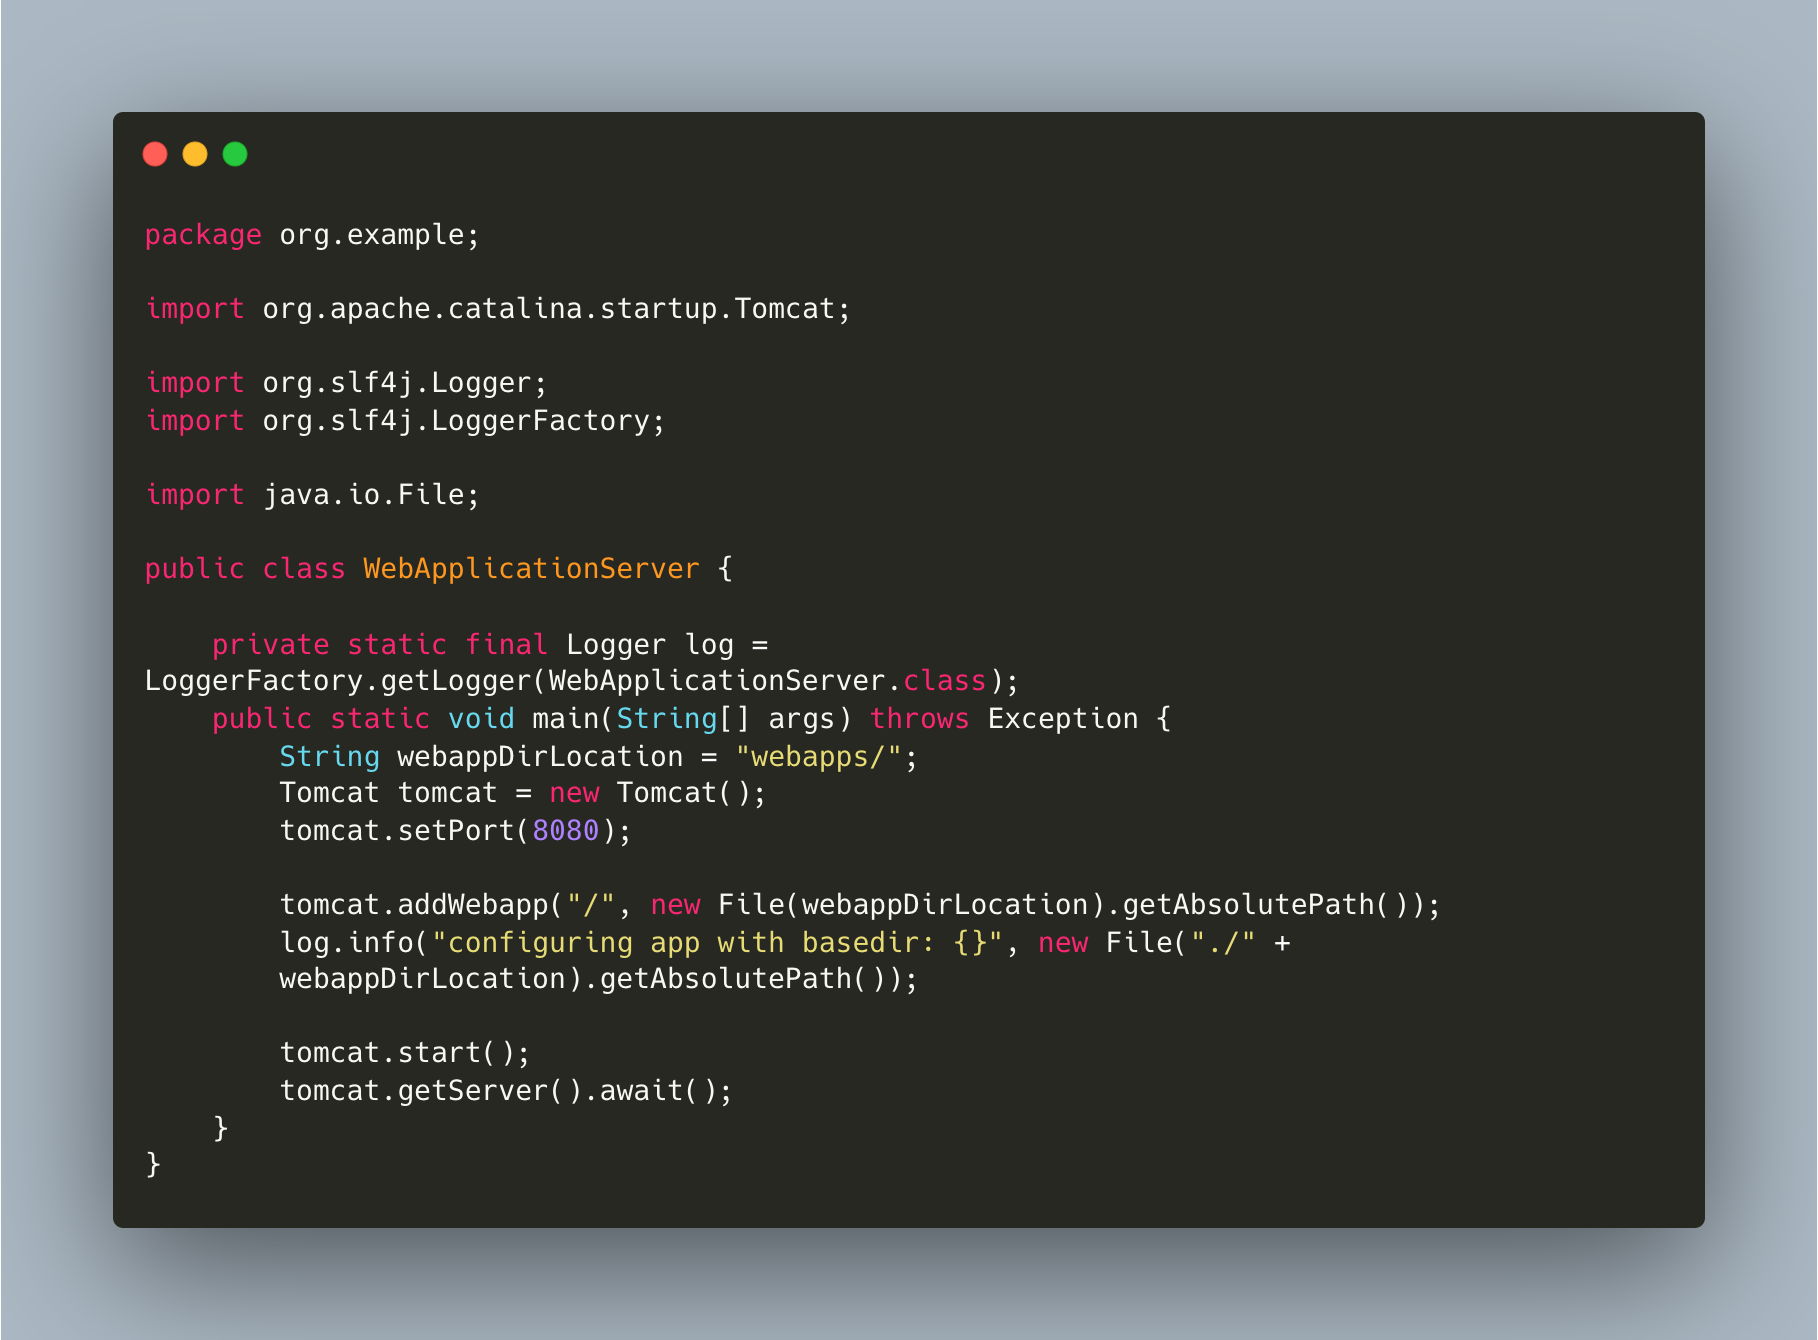 package org.example;

import org.apache.catalina.startup.Tomcat;

import org.slf4j.Logger;
import org.slf4j.LoggerFactory;

import java.io.File;

public class WebApplicationServer {

    private static final Logger log =
LoggerFactory.getLogger(WebApplicationServer.class);
    public static void main(String[] args) throws Exception {
        String webappDirLocation = "webapps/";
        Tomcat tomcat = new Tomcat();
        tomcat.setPort(8080);

        tomcat.addWebapp("/", new File(webappDirLocation).getAbsolutePath());
        log.info("configuring app with basedir: {}", new File("./" +
        webappDirLocation).getAbsolutePath());

        tomcat.start();
        tomcat.getServer().await();
    }
}